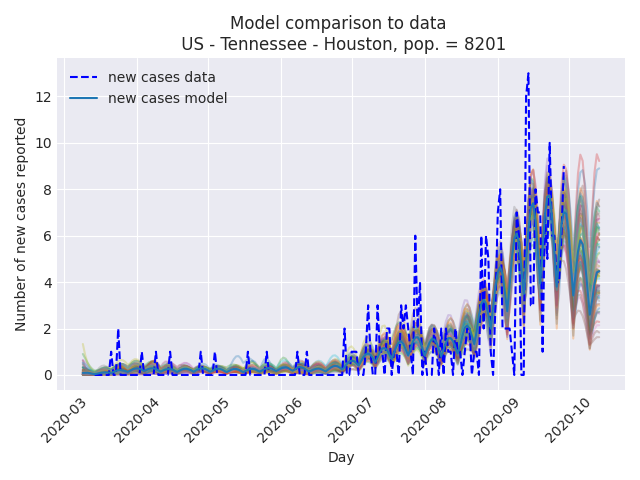 Model comparison to data
US - Tennessee - Houston, pop. = 8201
new cases data
new cases model
Number of new cases reported
12
10
8
6
4
2
0
2020-03
2020-04
2020-05
2020-06
2020-07
2020-08
2020-09
2020-10
Day